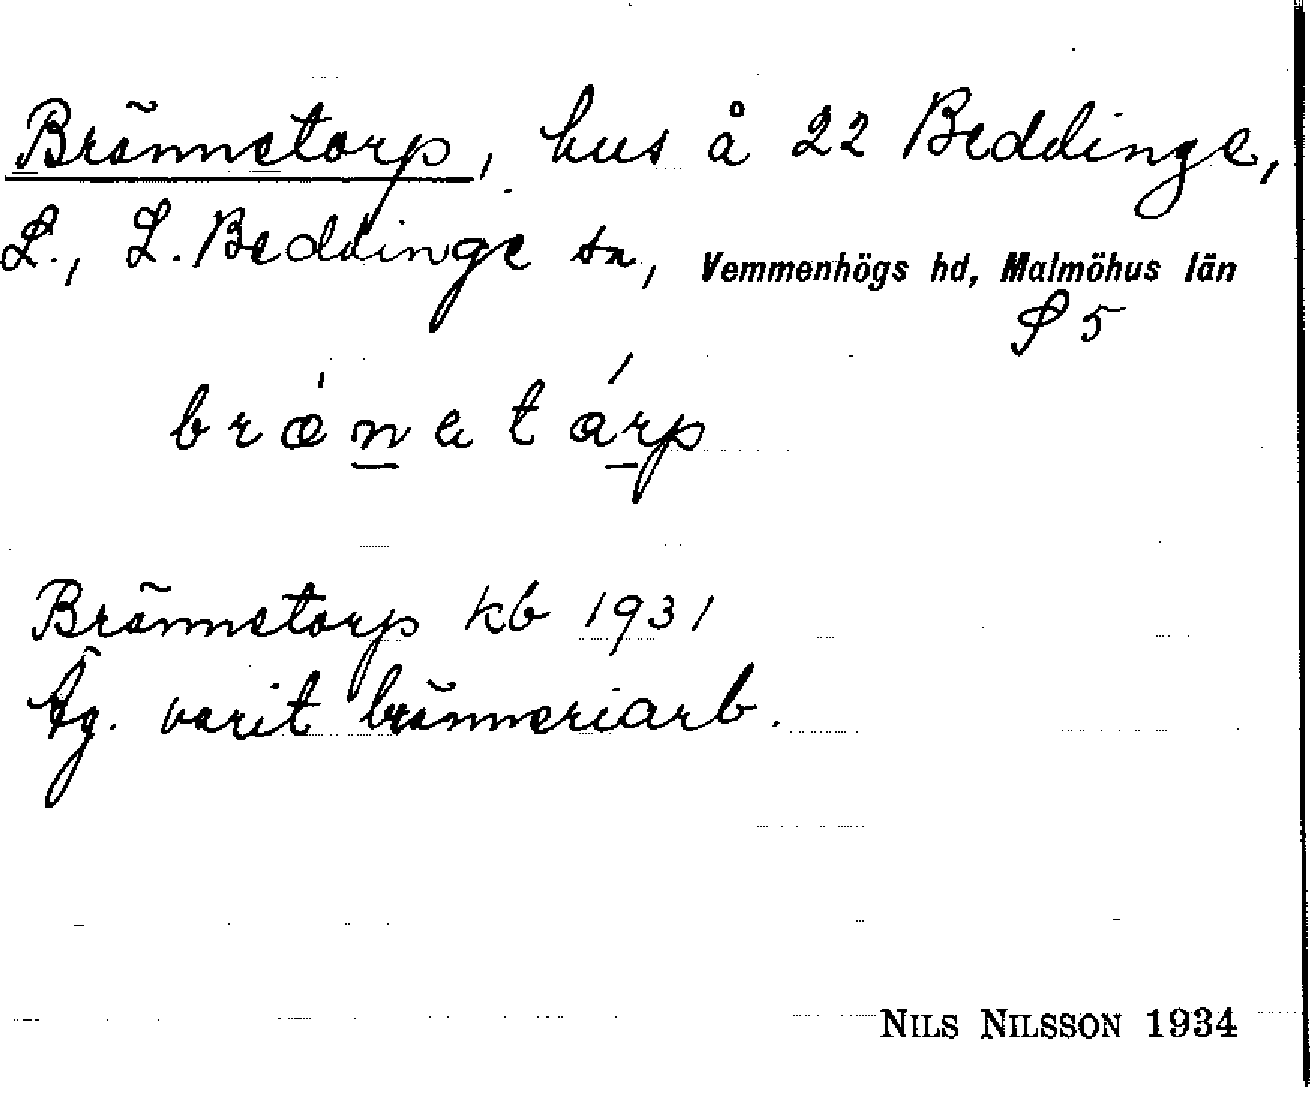 Brännetorp, hus å 22 Beddinge,
L., L. Beddinge sn, Vemmenhögs hd, Malmöhus län
S 5
brǽnatárp
Brännetorp kb 1931
Äg. varit bränneriarb.
NILS NILSSON 1934